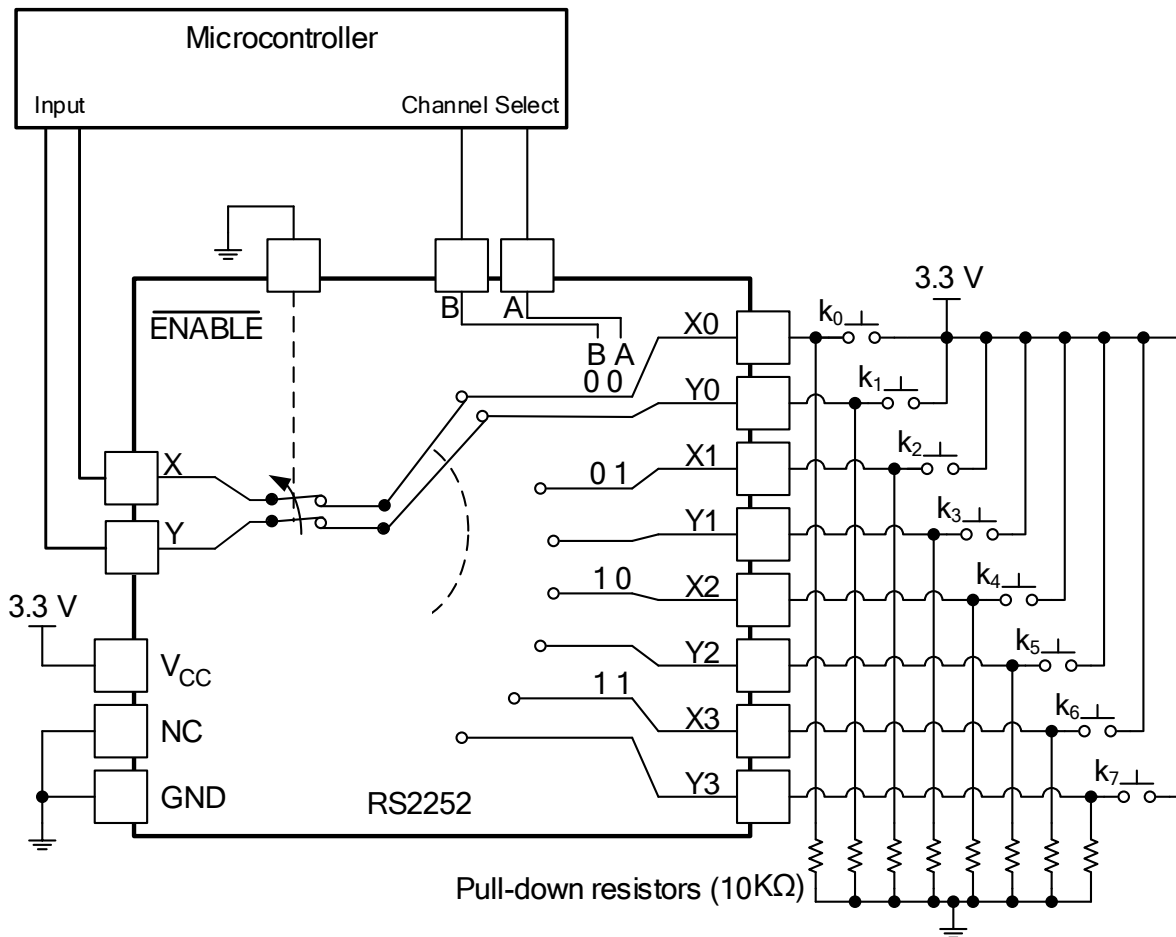 Microcontroller
Input
Channel Select
ENABLE
B
A
B A
0 0
X0
3.3 V
k0
Y0
k1
X
0 1
X1
k2
Y
Y1
k3
1 0
X2
k4
3.3 V
VCC
Y2
k5
1 1
NC
X3
k6
GND
RS2252
Y3
k7
Pull-down resistors (10KΩ)